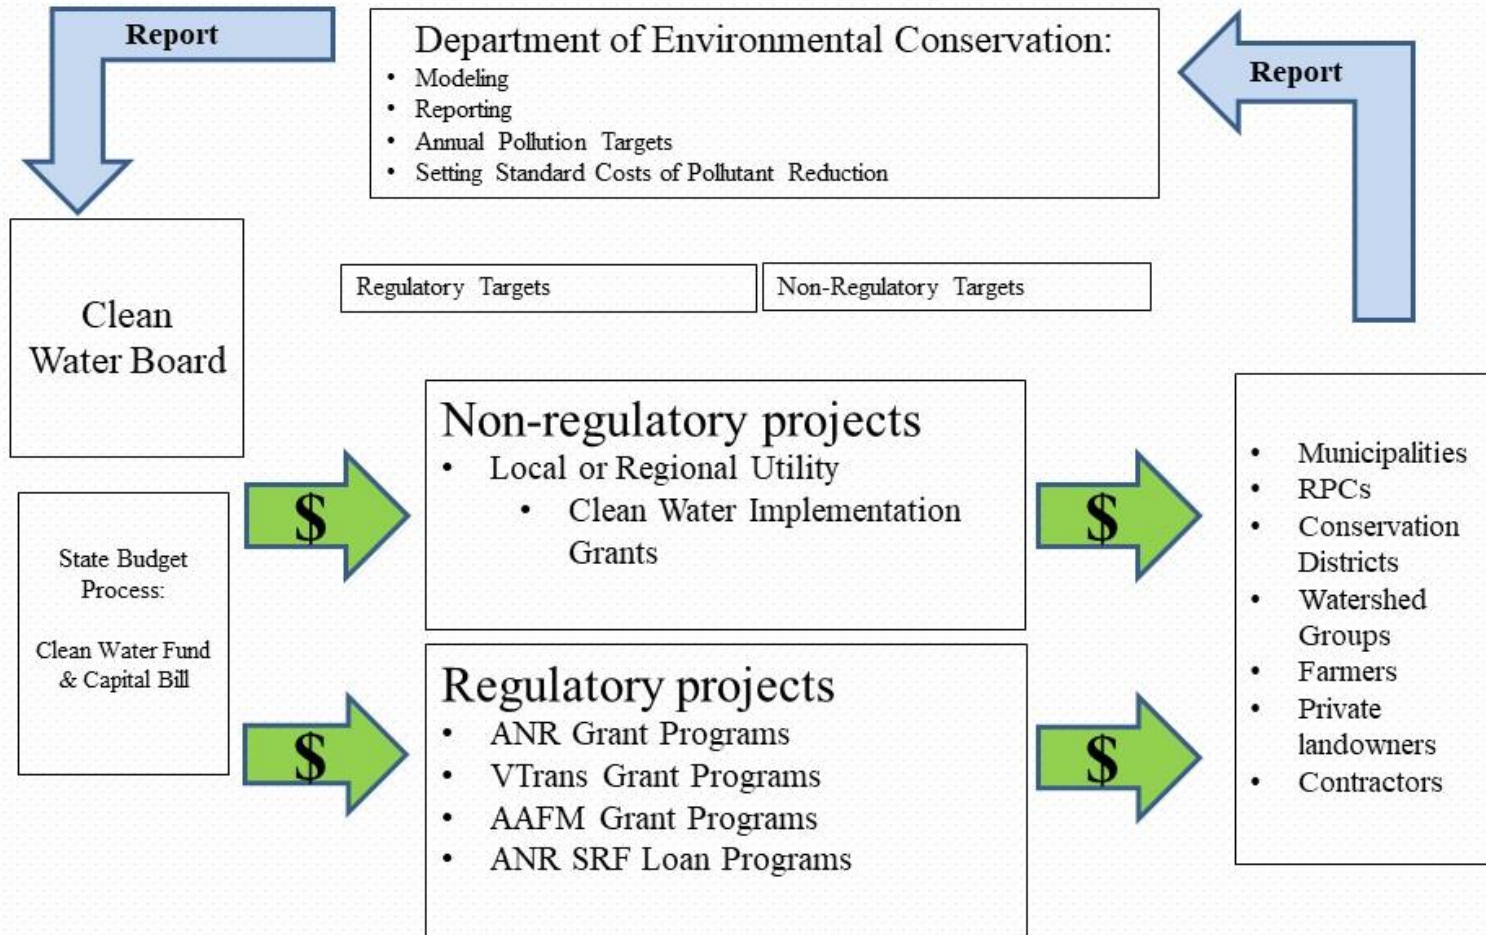 Report
Department of Environmental Conservation:
• Modeling
• Reporting
• Annual Pollution Targets
• Setting Standard Costs of Pollutant Reduction
Report
Clean
Water Board
Regulatory Targets
Non-Regulatory Targets
State Budget
Process:
Clean Water Fund
& Capital Bill
$
Non-regulatory projects
• Local or Regional Utility
• Clean Water Implementation
Grants
$
$
Regulatory projects
• ANR Grant Programs
• VTrans Grant Programs
• AAFM Grant Programs
• ANR SRF Loan Programs
$
• Municipalities
• RPCs
• Conservation
Districts
• Watershed
Groups
• Farmers
• Private
landowners
• Contractors